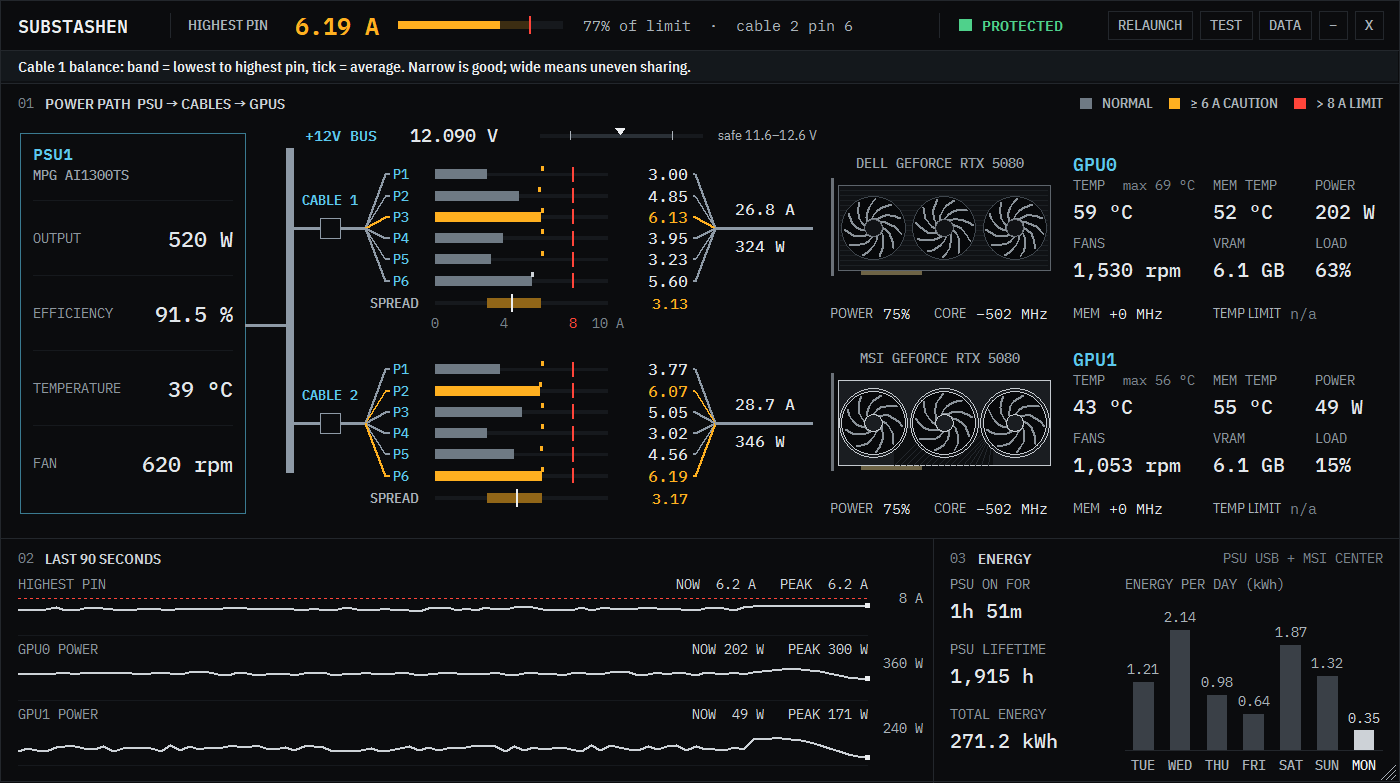 SUBSTASHEN HIGHEST PIN 6.19 A 77% of limit · cable 2 pin 6 PROTECTED RELAUNCH TEST DATA − X
Cable 1 balance: band = lowest to highest pin, tick = average. Narrow is good; wide means uneven sharing.
01 POWER PATH PSU → CABLES → GPUS NORMAL ≥ 6 A CAUTION > 8 A LIMIT
PSU1
MPG AI1300TS
OUTPUT 520 W
EFFICIENCY 91.5 %
TEMPERATURE 39 °C
FAN 620 rpm
+12V BUS 12.090 V safe 11.6–12.6 V
CABLE 1
P1 3.00
P2 4.85
P3 6.13
P4 3.95
P5 3.23
P6 5.60
SPREAD 3.13
0 4 8 10 A
26.8 A
324 W
CABLE 2
P1 3.77
P2 6.07
P3 5.05
P4 3.02
P5 4.56
P6 6.19
SPREAD 3.17
28.7 A
346 W
DELL GEFORCE RTX 5080
GPU0
TEMP max 69 °C MEM TEMP POWER
59 °C 52 °C 202 W
FANS VRAM LOAD
1,530 rpm 6.1 GB 63%
POWER 75% CORE −502 MHz MEM +0 MHz TEMP LIMIT n/a
MSI GEFORCE RTX 5080
GPU1
TEMP max 56 °C MEM TEMP POWER
43 °C 55 °C 49 W
FANS VRAM LOAD
1,053 rpm 6.1 GB 15%
POWER 75% CORE −502 MHz MEM +0 MHz TEMP LIMIT n/a
02 LAST 90 SECONDS
HIGHEST PIN NOW 6.2 A PEAK 6.2 A
8 A
GPU0 POWER NOW 202 W PEAK 300 W
360 W
GPU1 POWER NOW 49 W PEAK 171 W
240 W
03 ENERGY PSU USB + MSI CENTER
PSU ON FOR
1h 51m
PSU LIFETIME
1,915 h
TOTAL ENERGY
271.2 kWh
ENERGY PER DAY (kWh)
1.21 2.14 0.98 0.64 1.87 1.32 0.35
TUE WED THU FRI SAT SUN MON